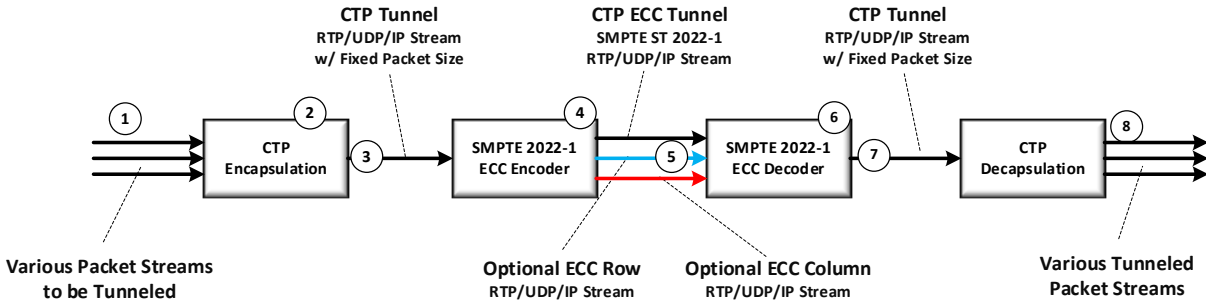 CTP Tunnel
RTP/UDP/IP Stream
w/ Fixed Packet Size
CTP ECC Tunnel
SMPTE ST 2022-1
RTP/UDP/IP Stream
CTP Tunnel
RTP/UDP/IP Stream
w/ Fixed Packet Size
1
2
CTP
Encapsulation
3
4
SMPTE 2022-1
ECC Encoder
5
6
SMPTE 2022-1
ECC Decoder
7
CTP
Decapsulation
8
Various Packet Streams
to be Tunneled
Optional ECC Row
RTP/UDP/IP Stream
Optional ECC Column
RTP/UDP/IP Stream
Various Tunneled
Packet Streams